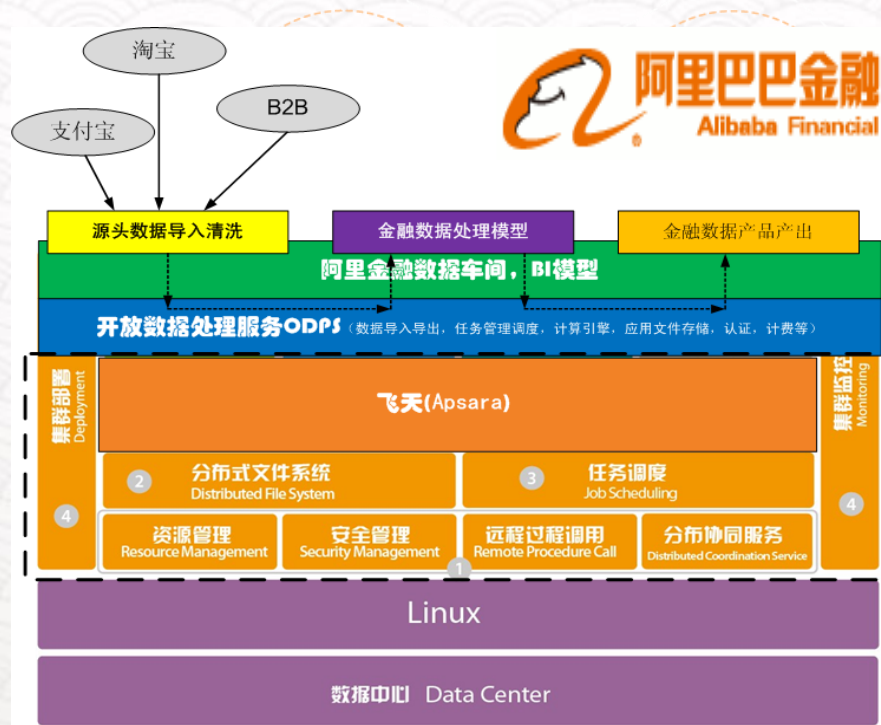 淘宝
支付宝
B2B
阿里巴巴金融
Alibaba Financial
源头数据导入清洗
金融数据处理模型
金融数据产品产出
阿里金融数据车间，BI模型
开放数据处理服务ODPS（数据导入导出，任务管理调度，计算引擎，应用文件存储，认证，计费等）
集群部署
Deployment
4
飞天(Apsara)
集群监控
Monitoring
4
2
分布式文件系统
Distributed File System
3
任务调度
Job Scheduling
资源管理
Resource Management
安全管理
Security Management
远程过程调用
Remote Procedure Call
分布协同服务
Distributed Coordination Service
1
Linux
数据中心 Data Center